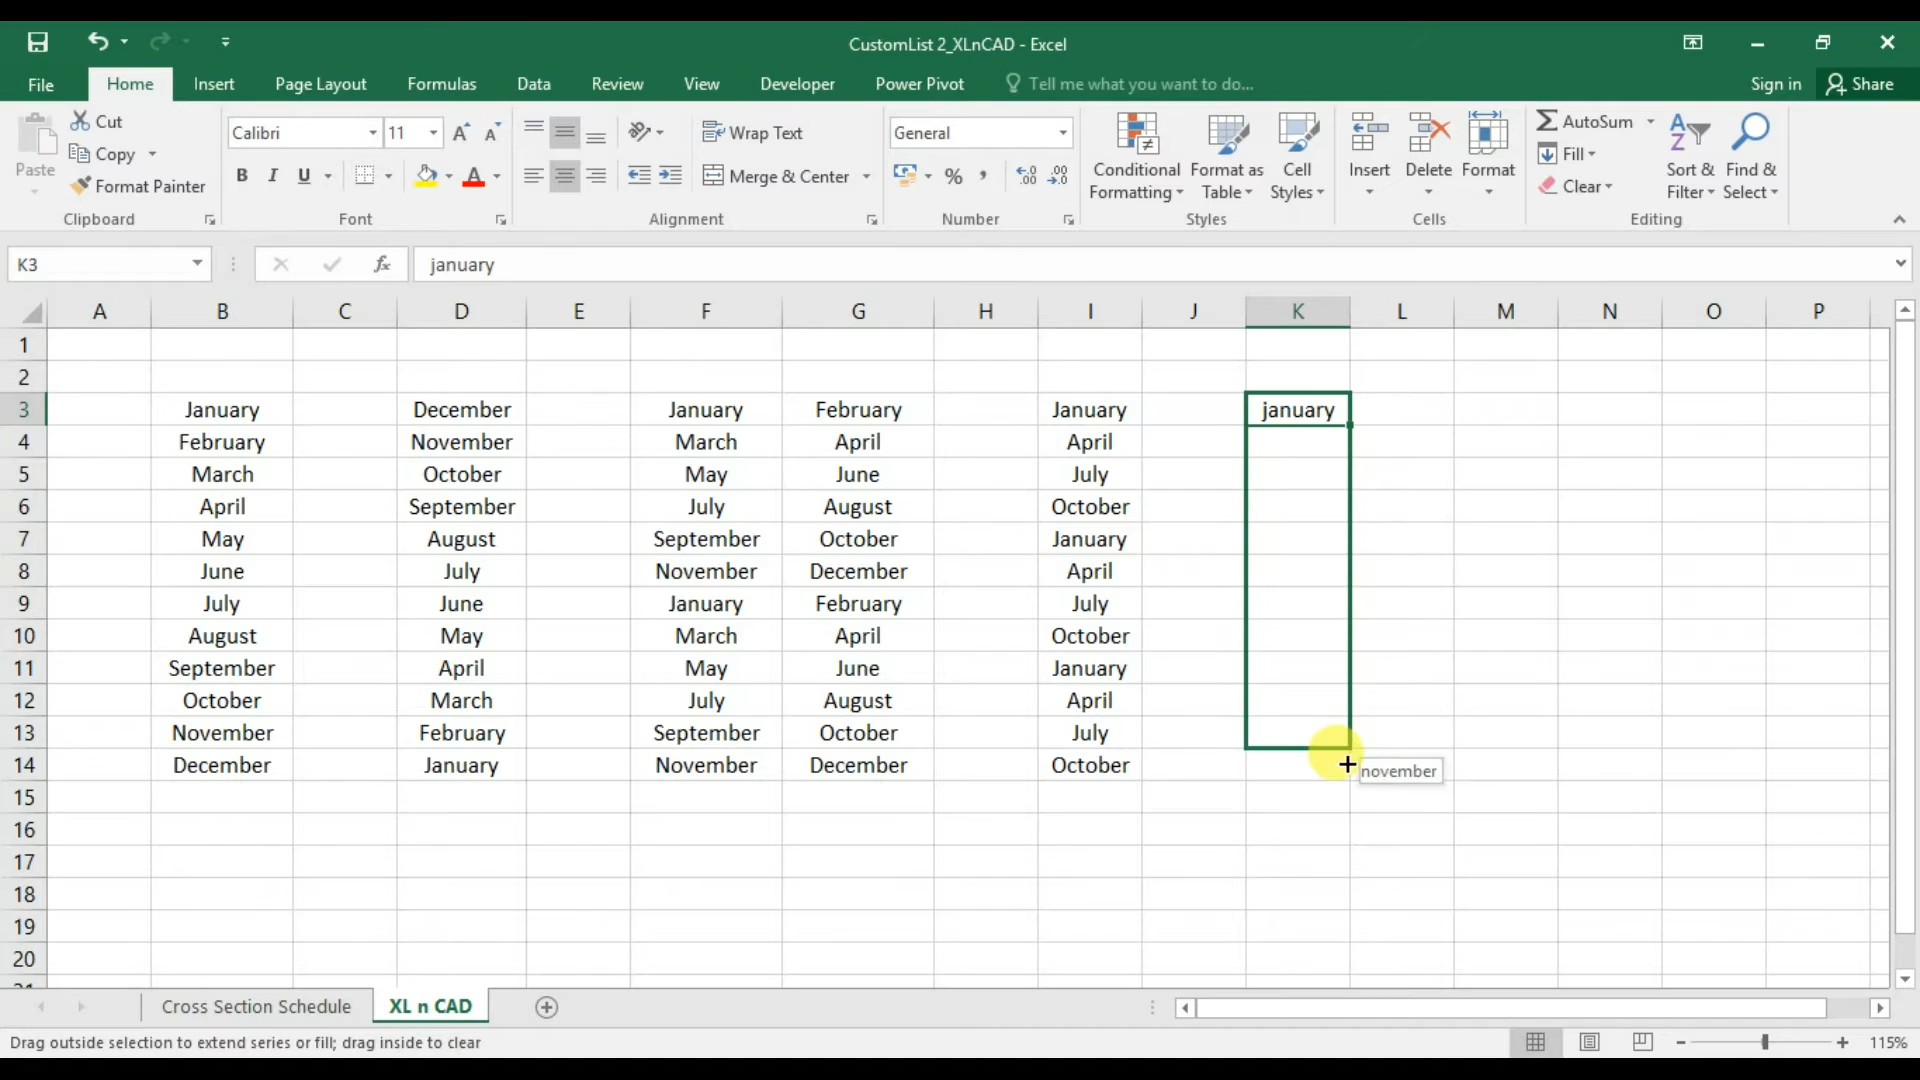 CustomList 2_XLnCAD - Excel
File Home Insert Page Layout Formulas Data Review View Developer Power Pivot Tell me what you want to do... Sign in Share
Paste
Cut
Copy
Format Painter
Clipboard
Calibri 11
B I U
Font
Wrap Text
Merge & Center
Alignment
General
Number
Conditional Formatting
Format as Table
Cell Styles
Styles
Insert
Delete
Format
Cells
AutoSum
Fill
Clear
Sort & Filter
Find & Select
Editing
K3 fx january
A B C D E F G H I J K L M N O P
1
2
3 January December January February January january
4 February November March April April
5 March October May June July
6 April September July August October
7 May August September October January
8 June July November December April
9 July June January February July
10 August May March April October
11 September April May June January
12 October March July August April
13 November February September October July
14 December January November December October november
15
16
17
18
19
20
Cross Section Schedule XL n CAD
Drag outside selection to extend series or fill; drag inside to clear 115%